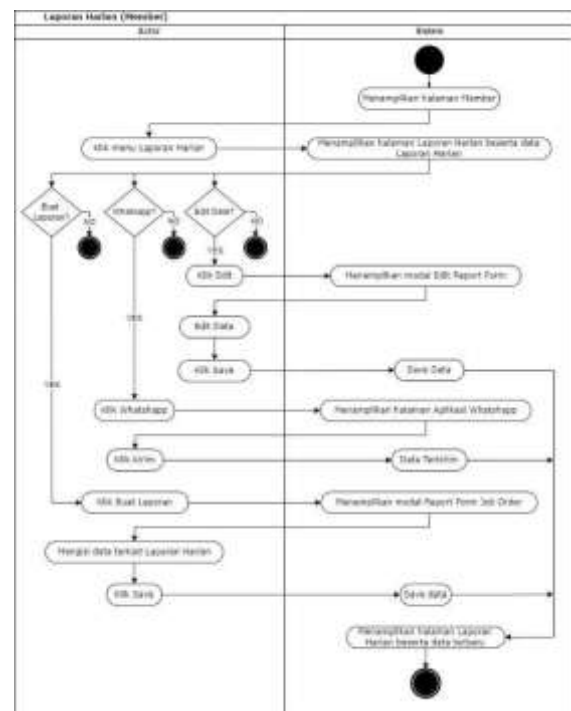 Laporan Harian (Member)
Actor
Sistem
Menampilkan halaman Member
Klik menu Laporan Harian
Menampilkan halaman Laporan Harian beserta data
Laporan Harian
Buat
Laporan?
NO
Whatsapp?
NO
Edit Data?
NO
YES
Klik Edit
Menampilkan modal Edit Report Form
YES
Edit Data
Klik Save
Save Data
YES
Klik Whatshapp
Menampilkan halaman Aplikasi Whatshapp
Klik kirim
Data Terkirim
Klik Buat Laporan
Menampilkan modal Report Form Job Order
Mengisi data terkait Laporan Harian
Klik Save
Save data
Menampilkan halaman Laporan
Harian beserta data terbaru